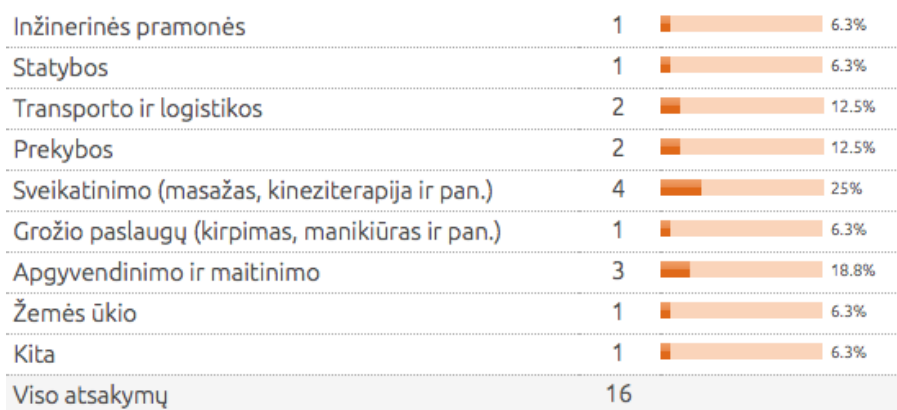 Inžinerinės pramonės 1 6.3%
Statybos 1 6.3%
Transporto ir logistikos 2 12.5%
Prekybos 2 12.5%
Sveikatinimo (masažas, kineziterapija ir pan.) 4 25%
Grožio paslaugų (kirpimas, manikiūras ir pan.) 1 6.3%
Apgyvendinimo ir maitinimo 3 18.8%
Žemės ūkio 1 6.3%
Kita 1 6.3%
Viso atsakymų 16